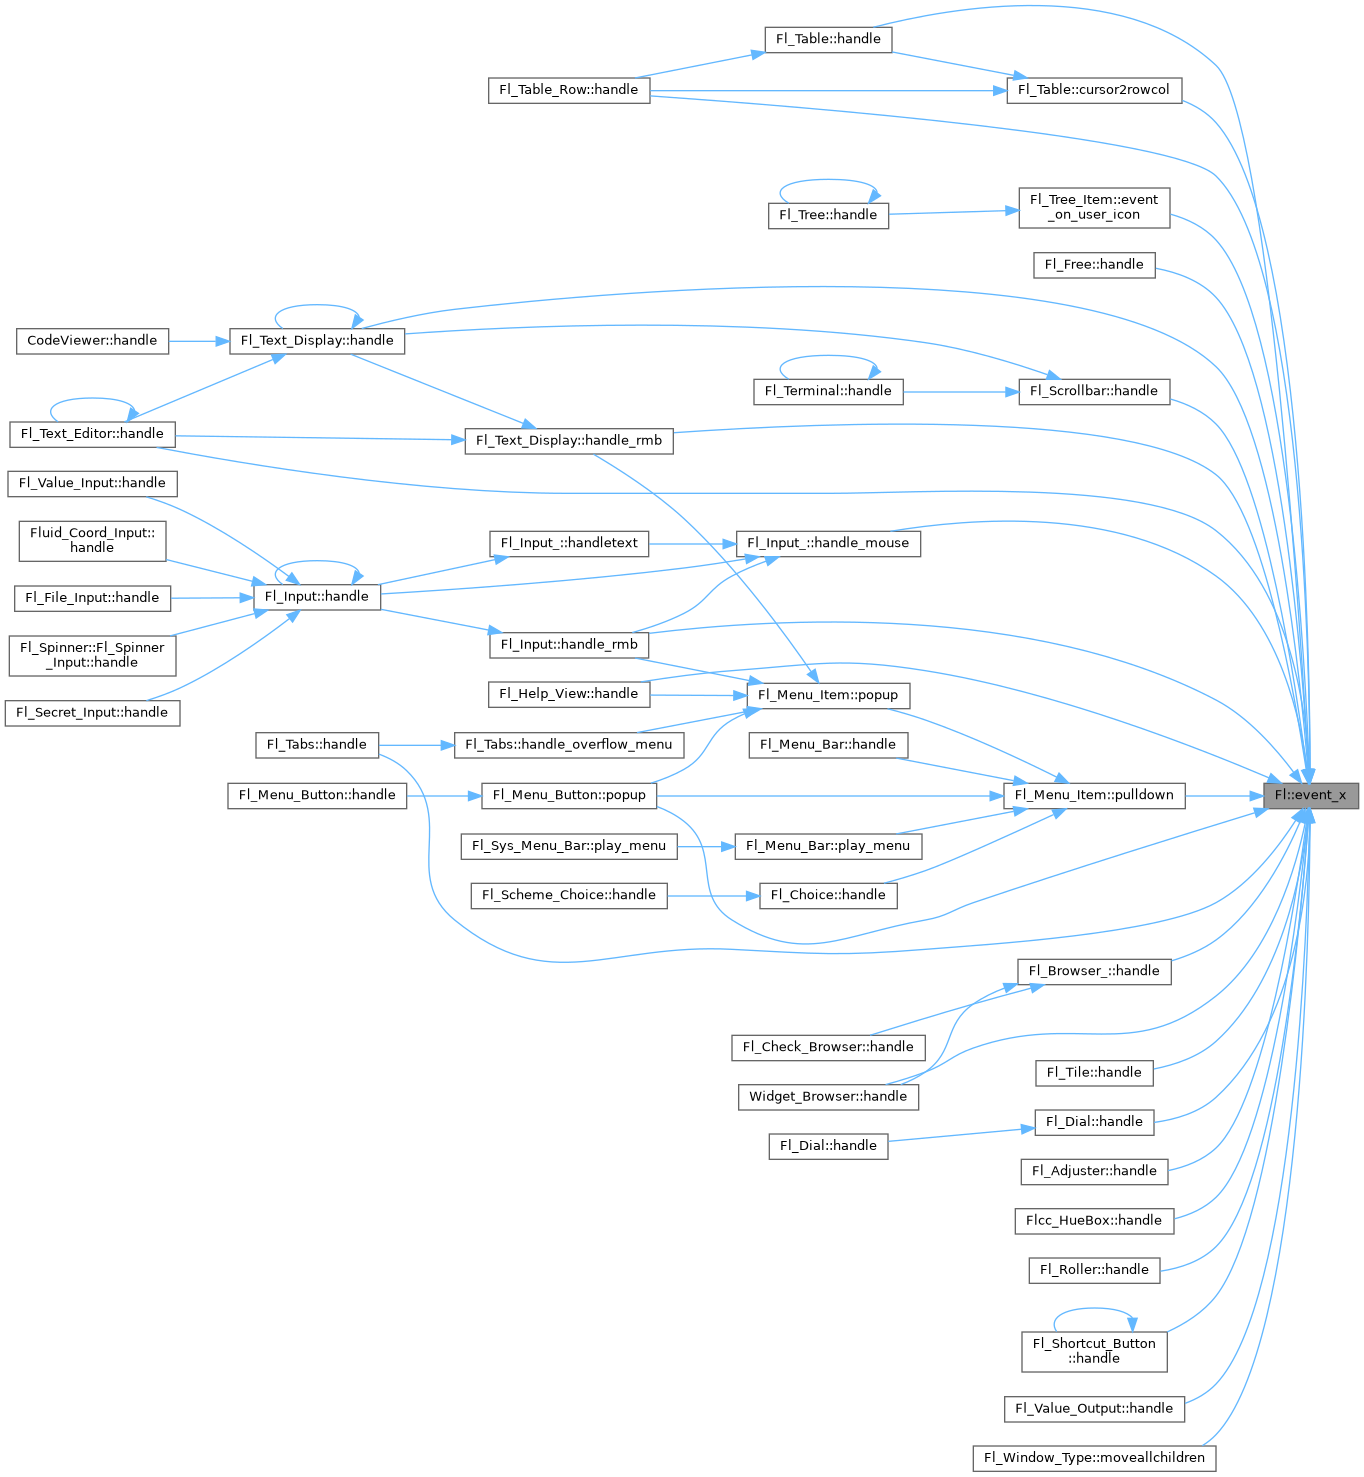 Fl_Table::handle
Fl_Table_Row::handle
Fl_Table::cursor2rowcol
Fl_Tree_Item::event
_on_user_icon
Fl_Tree::handle
Fl_Free::handle
CodeViewer::handle
Fl_Text_Display::handle
Fl_Terminal::handle
Fl_Scrollbar::handle
Fl_Text_Editor::handle
Fl_Text_Display::handle_rmb
Fl_Value_Input::handle
Fluid_Coord_Input::
handle
Fl_Input_::handletext
Fl_Input_::handle_mouse
Fl_File_Input::handle
Fl_Input::handle
Fl_Spinner::Fl_Spinner
_Input::handle
Fl_Input::handle_rmb
Fl_Help_View::handle
Fl_Menu_Item::popup
Fl_Secret_Input::handle
Fl_Tabs::handle
Fl_Tabs::handle_overflow_menu
Fl_Menu_Bar::handle
Fl_Menu_Button::handle
Fl_Menu_Button::popup
Fl_Menu_Item::pulldown
Fl::event_x
Fl_Sys_Menu_Bar::play_menu
Fl_Menu_Bar::play_menu
Fl_Scheme_Choice::handle
Fl_Choice::handle
Fl_Browser_::handle
Fl_Check_Browser::handle
Fl_Tile::handle
Widget_Browser::handle
Fl_Dial::handle
Fl_Dial::handle
Fl_Adjuster::handle
Flcc_HueBox::handle
Fl_Roller::handle
Fl_Shortcut_Button
::handle
Fl_Value_Output::handle
Fl_Window_Type::moveallchildren